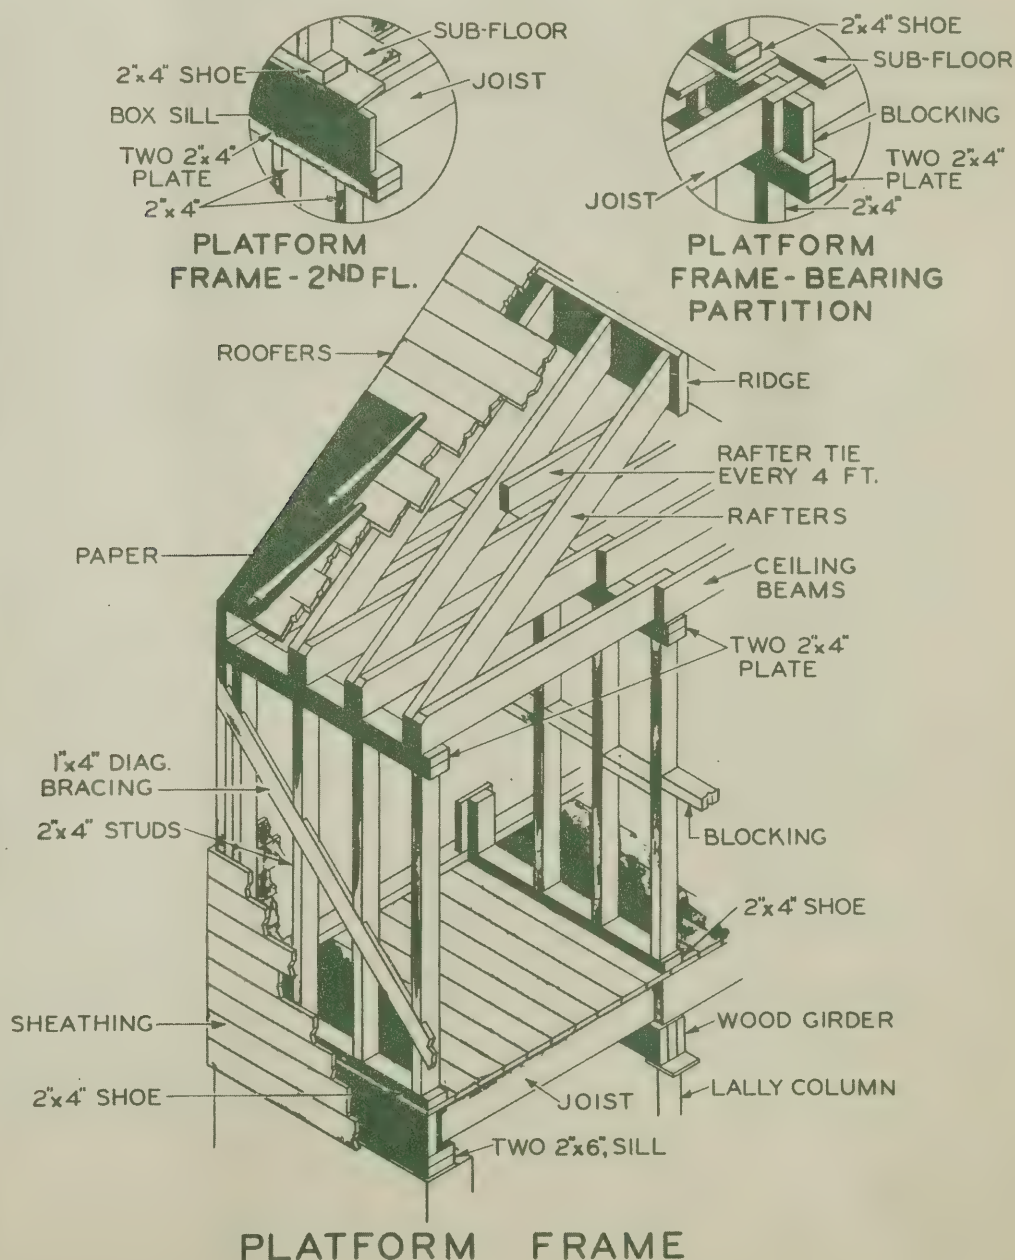 SUB-FLOOR
2"x4" SHOE
JOIST
BOX SILL
TWO 2"x4"
PLATE
2"x4"
PLATFORM
FRAME - 2ND FL.
2"x4" SHOE
SUB-FLOOR
BLOCKING
TWO 2"x4"
PLATE
JOIST
2"x4"
PLATFORM
FRAME - BEARING
PARTITION
ROOFERS
RIDGE
RAFTER TIE
EVERY 4 FT.
RAFTERS
PAPER
CEILING
BEAMS
TWO 2"x4"
PLATE
1"x4" DIAG.
BRACING
2"x4" STUDS
BLOCKING
2"x4" SHOE
SHEATHING
WOOD GIRDER
2"x4" SHOE
JOIST
LALLY COLUMN
TWO 2"x6", SILL
PLATFORM FRAME